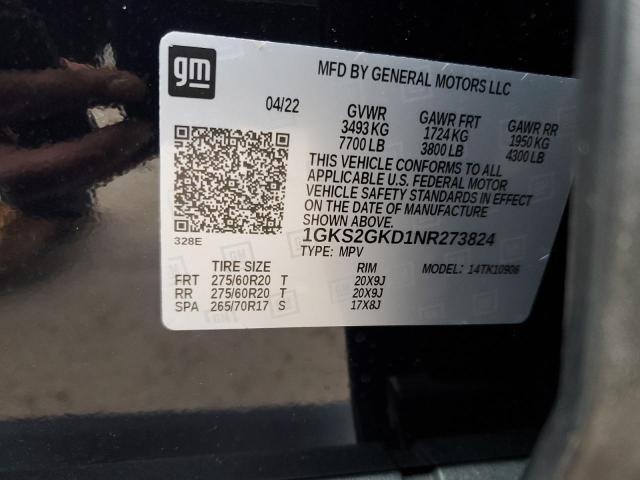 gm
MFD BY GENERAL MOTORS LLC
04/22 GVWR GAWR FRT GAWR RR
3493 KG 1724 KG 1950 KG
7700 LB 3800 LB 4300 LB
THIS VEHICLE CONFORMS TO ALL
APPLICABLE U.S. FEDERAL MOTOR
VEHICLE SAFETY STANDARDS IN EFFECT
ON THE DATE OF MANUFACTURE
SHOWN ABOVE.
1GKS2GKD1NR273824
328E
TYPE: MPV
MODEL: 14TK10906
TIRE SIZE RIM
FRT 275/60R20 T 20X9J
RR 275/60R20 T 20X9J
SPA 265/70R17 S 17X8J